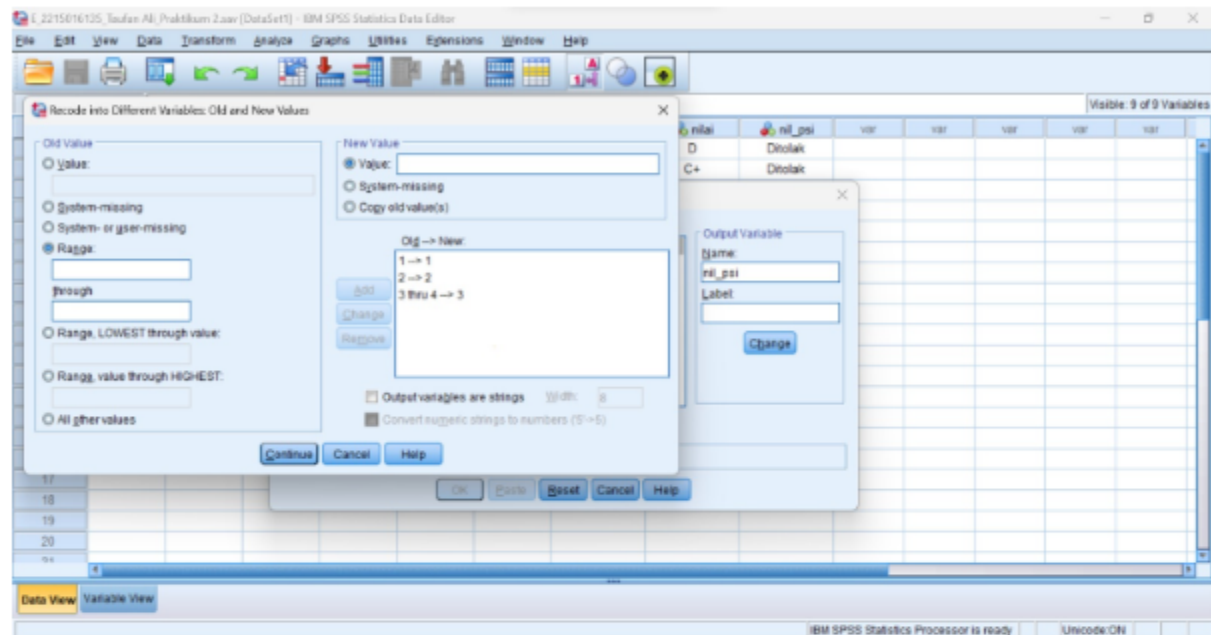 E_2215016135_Taufan Ali_Praktikum 2.sav [DataSet1] - IBM SPSS Statistics Data Editor
File Edit View Data Transform Analyze Graphs Utilities Extensions Window Help
Visible: 9 of 9 Variables
nilai nil_psi var var var var var
D Ditolak
C+ Ditolak
Recode into Different Variables: Old and New Values
Old Value
Value:
System-missing
System- or user-missing
Range:
through
Range, LOWEST through value:
Range, value through HIGHEST:
All other values
New Value
Value:
System-missing
Copy old value(s)
Old --> New:
1 --> 1
2 --> 2
3 thru 4 --> 3
Add
Change
Remove
Output variables are strings Width: 8
Convert numeric strings to numbers ('5'->5)
Continue Cancel Help
Output Variable
Name:
nil_psi
Label:
Change
OK Paste Reset Cancel Help
17
18
19
20
21
Data View Variable View
IBM SPSS Statistics Processor is ready Unicode:ON